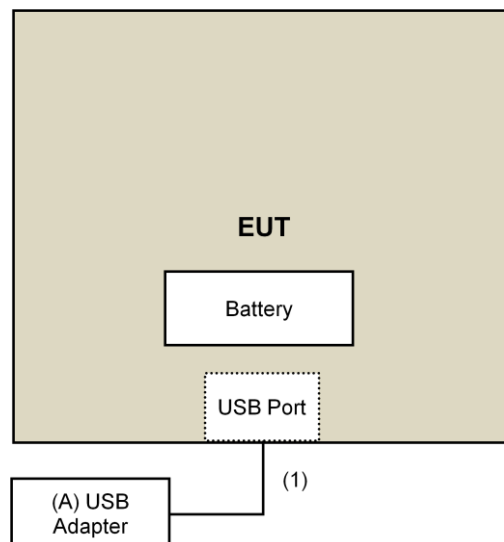 EUT
Battery
USB Port
(1)
(A) USB
Adapter